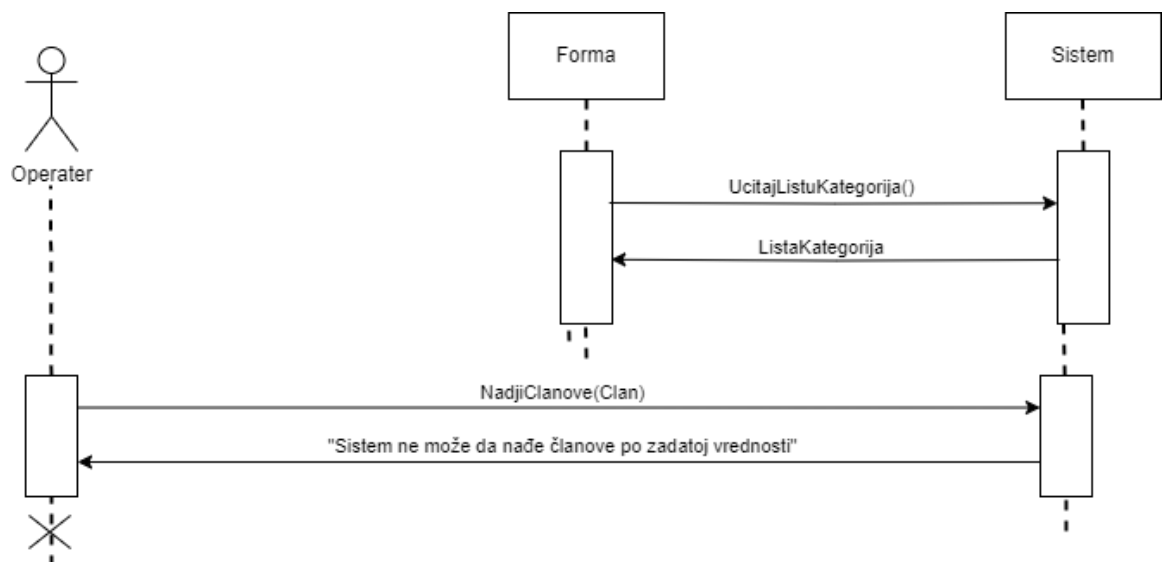 Forma
Sistem
Operater
UcitajListuKategorija()
ListaKategorija
NadjiClanove(Clan)
"Sistem ne može da nađe članove po zadatoj vrednosti"